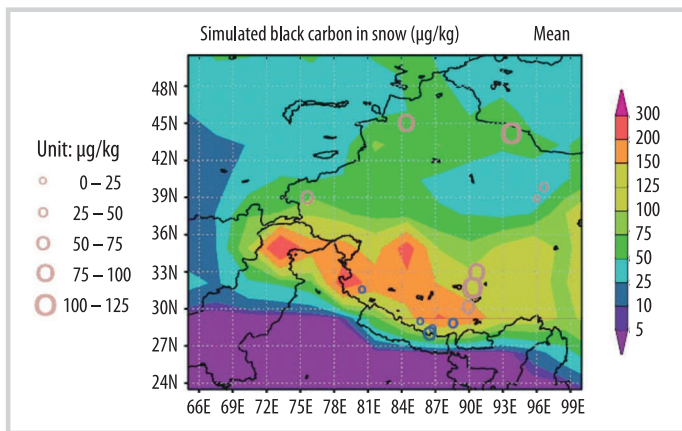 Simulated black carbon in snow (µg/kg) Mean
48N
45N
42N
39N
36N
33N
30N
27N
24N
66E 69E 72E 75E 78E 81E 84E 87E 90E 93E 96E 99E
Unit: µg/kg
0 – 25
25 – 50
50 – 75
75 – 100
100 – 125
300
200
150
125
100
75
50
25
10
5